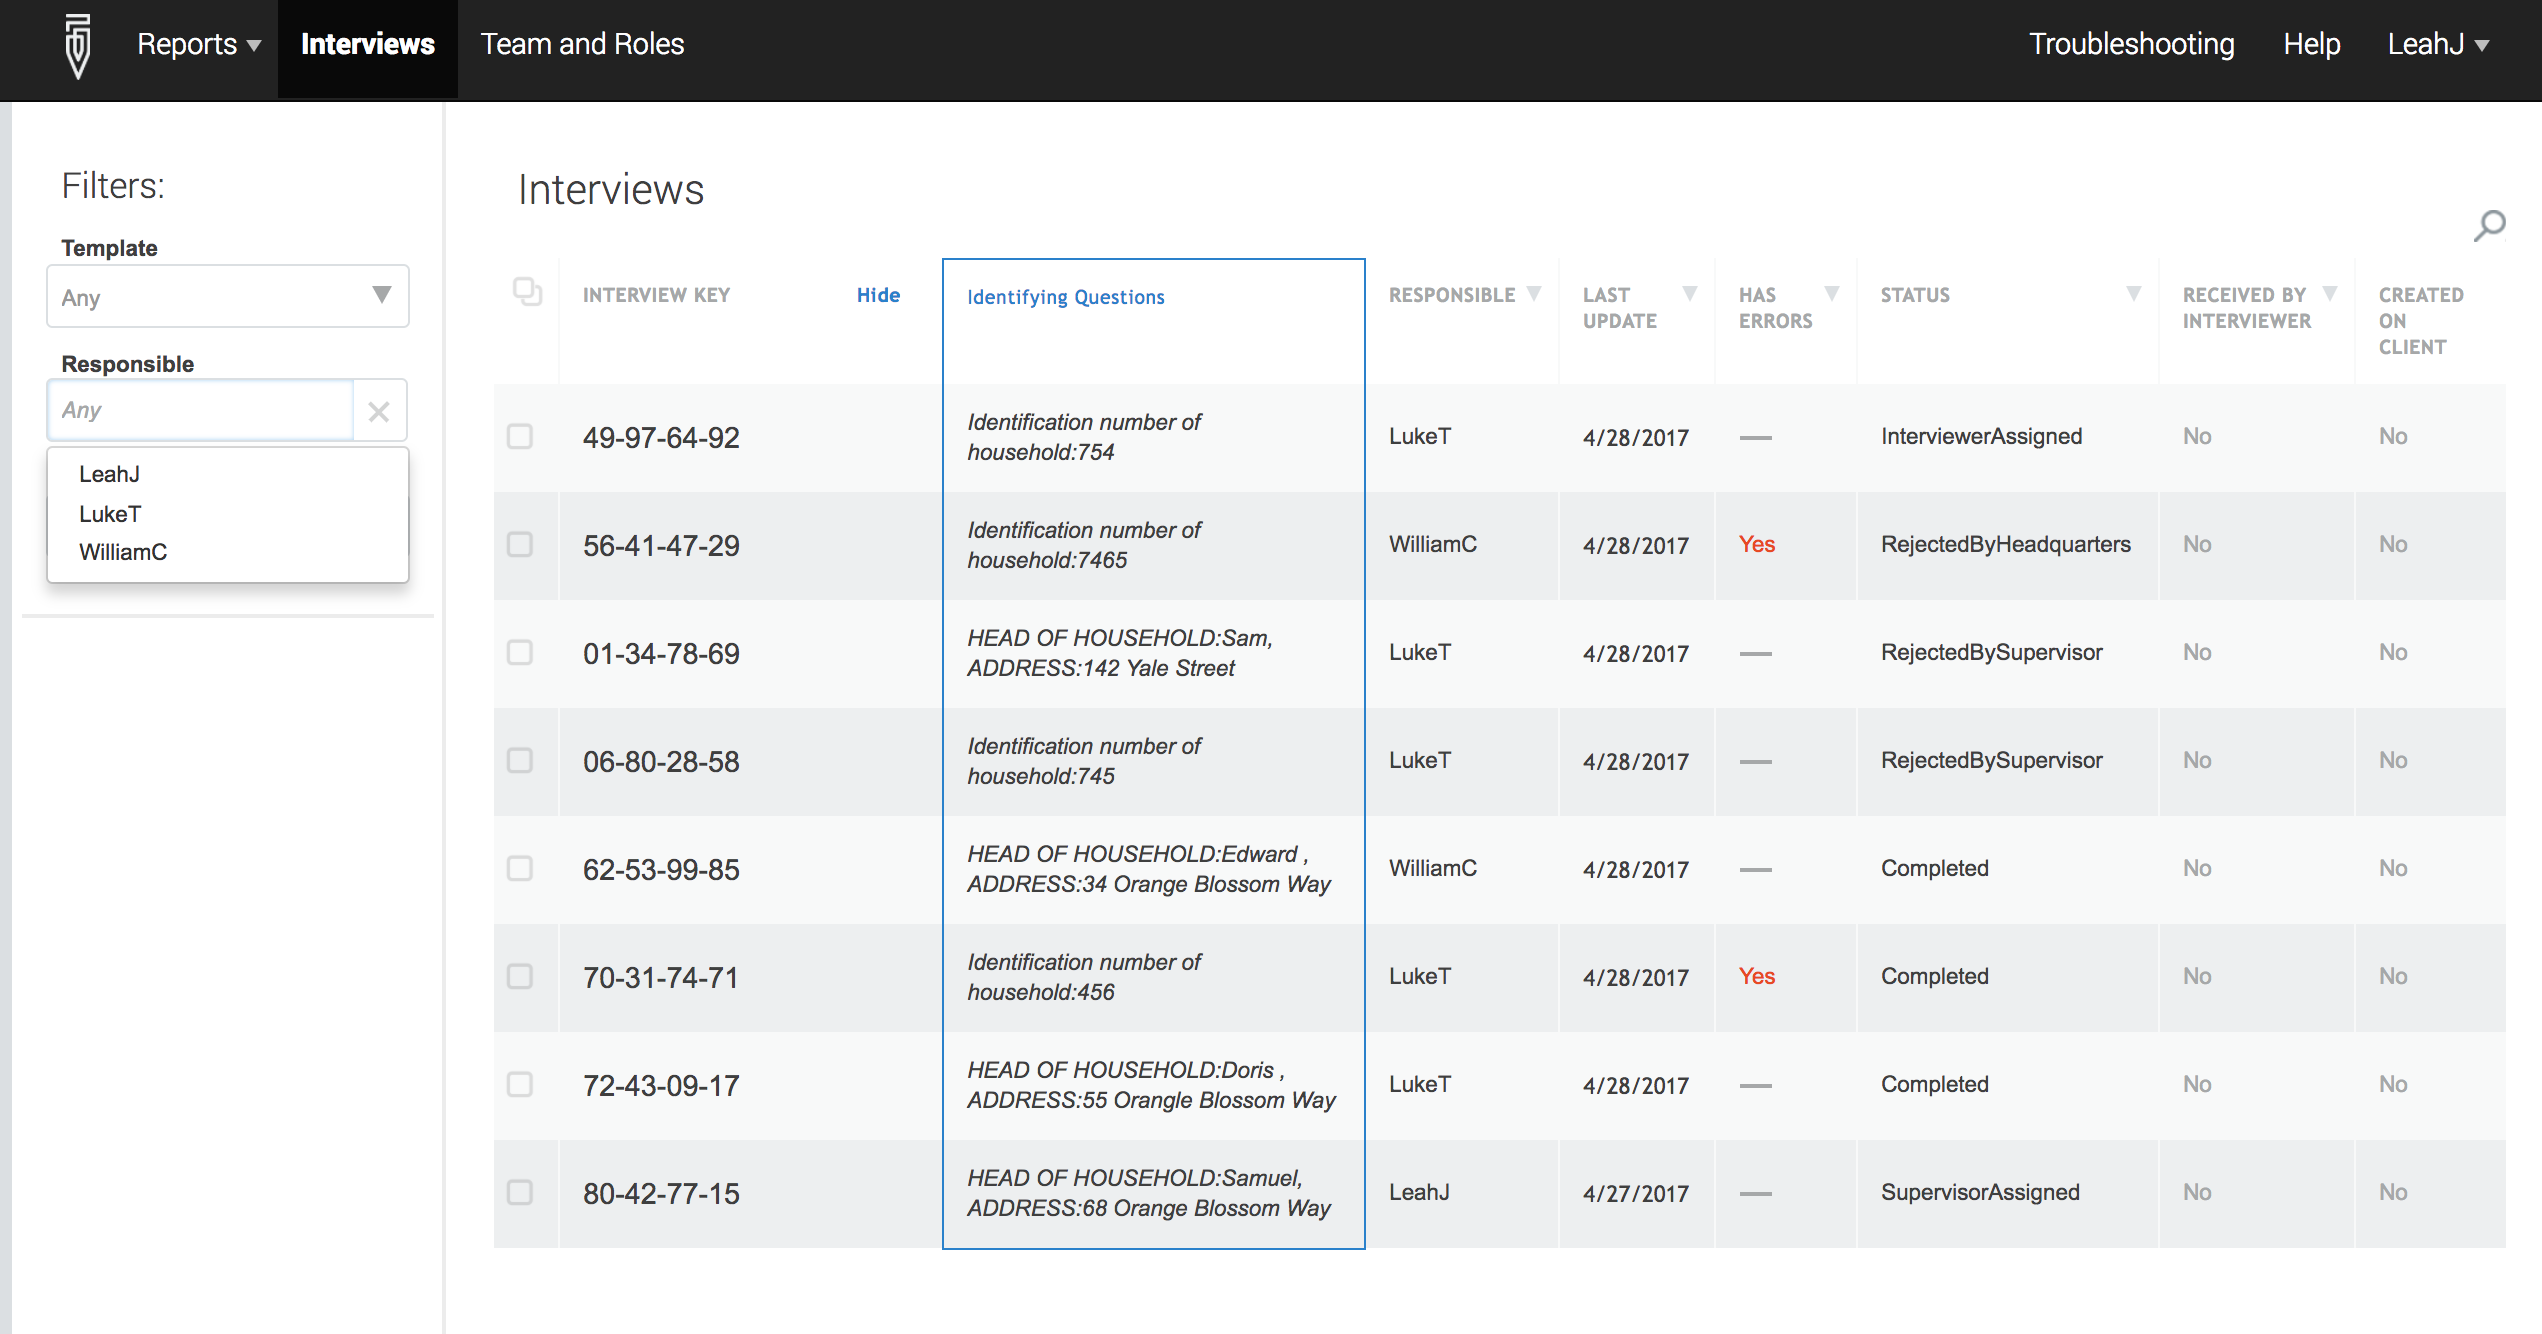 Reports Interviews Team and Roles Troubleshooting Help LeahJ
Filters:
Template
Any
Responsible
Any
LeahJ
LukeT
WilliamC
Interviews
INTERVIEW KEY Hide Identifying Questions RESPONSIBLE LAST UPDATE HAS ERRORS STATUS RECEIVED BY INTERVIEWER CREATED ON CLIENT
49-97-64-92 Identification number of household:754 LukeT 4/28/2017 — InterviewerAssigned No No
56-41-47-29 Identification number of household:7465 WilliamC 4/28/2017 Yes RejectedByHeadquarters No No
01-34-78-69 HEAD OF HOUSEHOLD:Sam, ADDRESS:142 Yale Street LukeT 4/28/2017 — RejectedBySupervisor No No
06-80-28-58 Identification number of household:745 LukeT 4/28/2017 — RejectedBySupervisor No No
62-53-99-85 HEAD OF HOUSEHOLD:Edward , ADDRESS:34 Orange Blossom Way WilliamC 4/28/2017 — Completed No No
70-31-74-71 Identification number of household:456 LukeT 4/28/2017 Yes Completed No No
72-43-09-17 HEAD OF HOUSEHOLD:Doris , ADDRESS:55 Orangle Blossom Way LukeT 4/28/2017 — Completed No No
80-42-77-15 HEAD OF HOUSEHOLD:Samuel, ADDRESS:68 Orange Blossom Way LeahJ 4/27/2017 — SupervisorAssigned No No